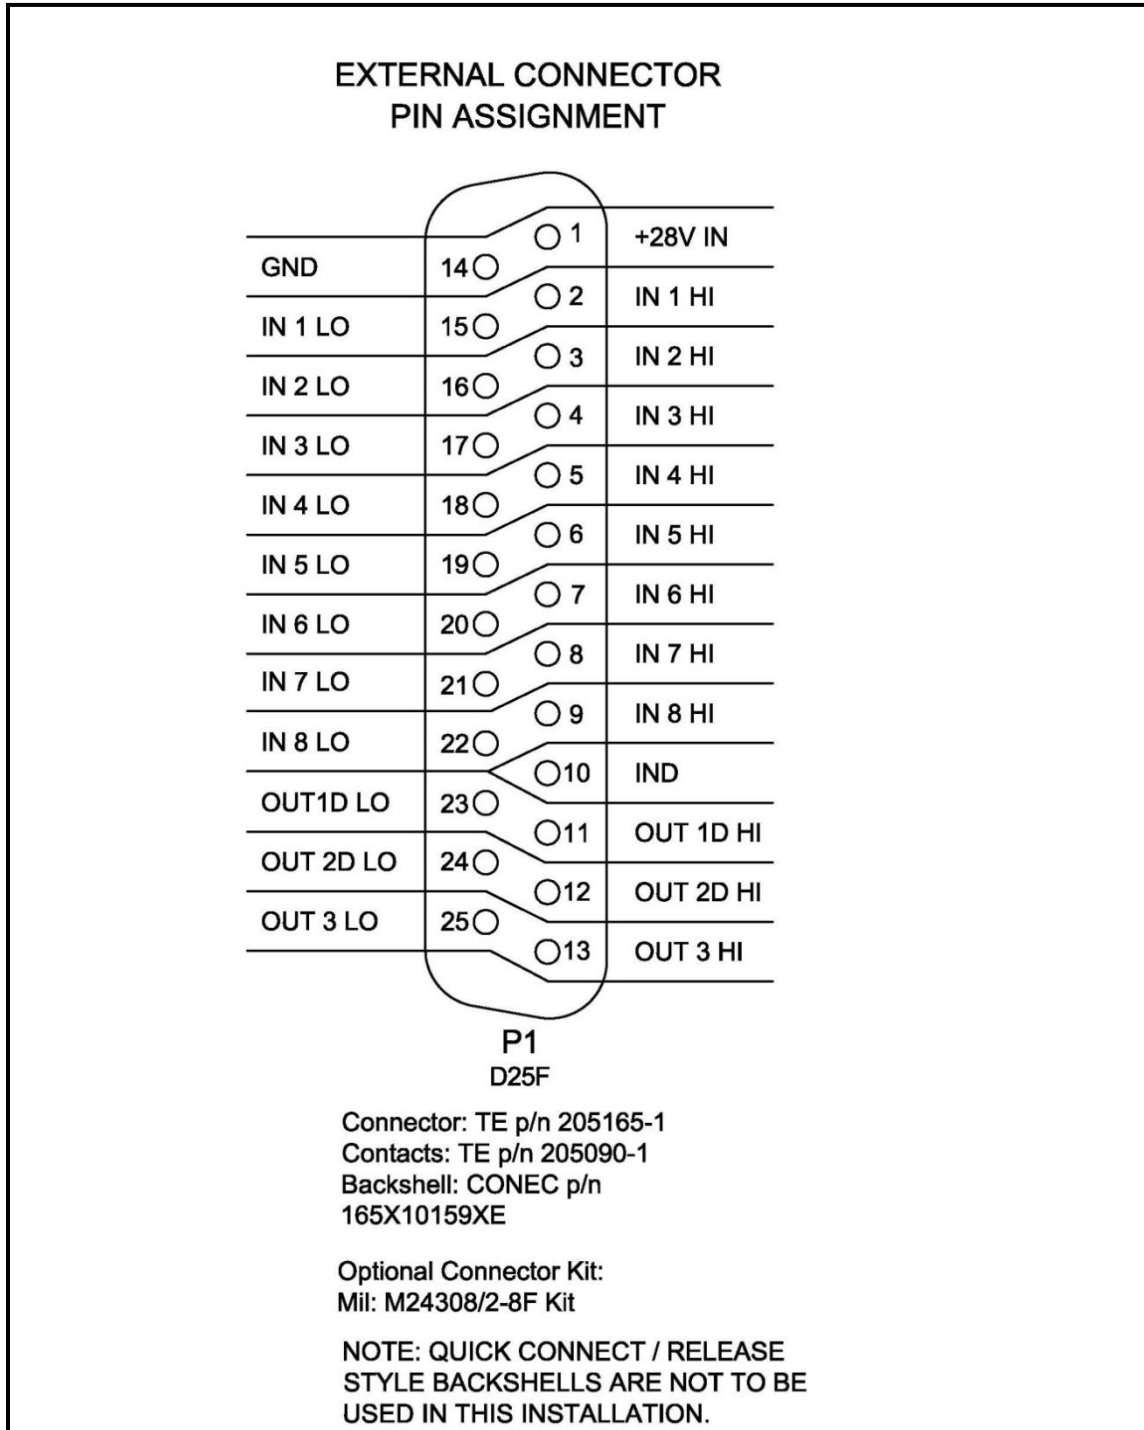 EXTERNAL CONNECTOR
PIN ASSIGNMENT
1 +28V IN
GND 14
2 IN 1 HI
IN 1 LO 15
3 IN 2 HI
IN 2 LO 16
4 IN 3 HI
IN 3 LO 17
5 IN 4 HI
IN 4 LO 18
6 IN 5 HI
IN 5 LO 19
7 IN 6 HI
IN 6 LO 20
8 IN 7 HI
IN 7 LO 21
9 IN 8 HI
IN 8 LO 22
10 IND
OUT1D LO 23
11 OUT 1D HI
OUT 2D LO 24
12 OUT 2D HI
OUT 3 LO 25
13 OUT 3 HI
P1
D25F
Connector: TE p/n 205165-1
Contacts: TE p/n 205090-1
Backshell: CONEC p/n
165X10159XE
Optional Connector Kit:
Mil: M24308/2-8F Kit
NOTE: QUICK CONNECT / RELEASE
STYLE BACKSHELLS ARE NOT TO BE
USED IN THIS INSTALLATION.